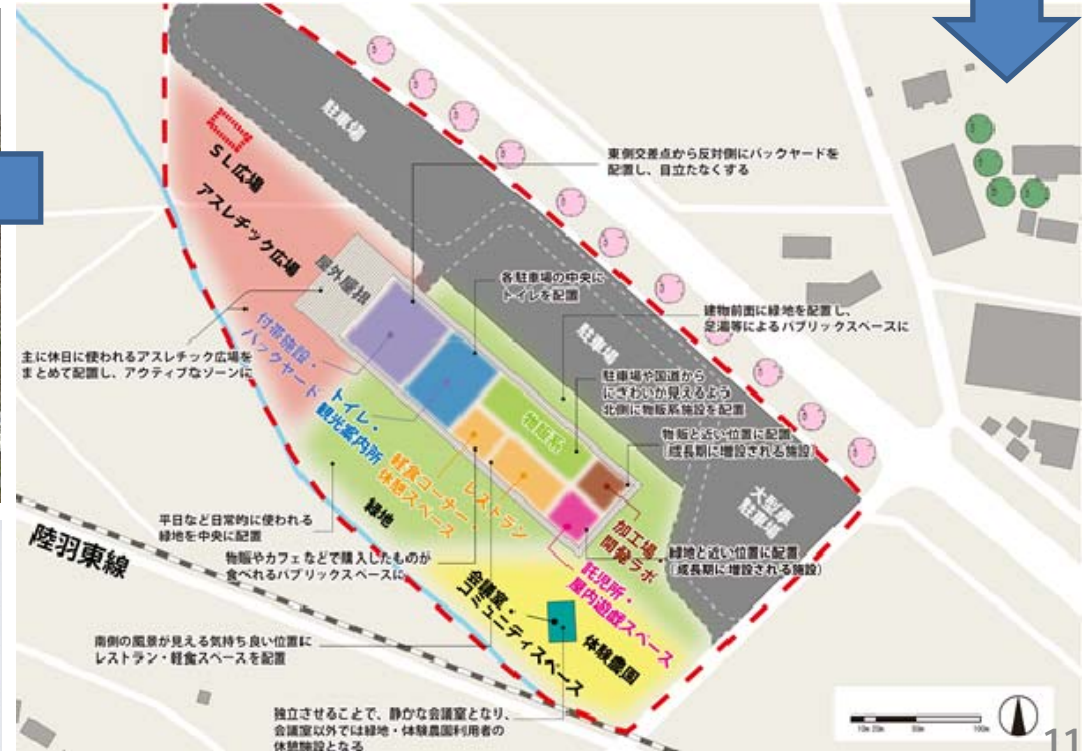 駐車場
東側交差点から反対側にバックヤードを
配置し、目立たなくする
SL広場
アスレチック広場
屋外屋根
各駐車場の中央に
トイレを配置
建物前面に緑地を配置し、
足湯等によるパブリックスペースに
付帯施設・
バックヤード
主に休日に使われるアスレチック広場を
まとめて配置し、アクティブなゾーンに
駐車場
駐車場や国道から
にぎわいが見えるよう
北側に物販系施設を配置
トイレ・
観光案内所
物販系
物販と近い位置に配置
(成長期に増設される施設)
軽食コーナー・
休憩スペース
レストラン
大型車
駐車場
平日など日常的に使われる
緑地を中央に配置
緑地
加工場・
開発ラボ
緑地と近い位置に配置
(成長期に増設される施設)
陸羽東線
物販やカフェなどで購入したものが
食べれるパブリックスペースに
託児所・
屋内遊戯スペース
会議室・
コミュニティスペース
体験農園
南側の風景が見える気持ち良い位置に
レストラン・軽食スペースを配置
独立させることで、静かな会議室となり、
会議室以外では緑地・体験農園利用者の
休憩施設となる
10m 20m 50m 100m
11